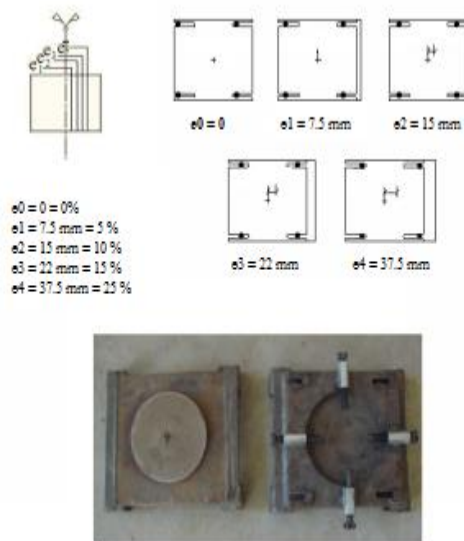 e0 = 0
e1 = 7.5 mm
e2 = 15 mm
e3 = 22 mm
e4 = 37.5 mm
e0 = 0 = 0%
e1 = 7.5 mm = 5 %
e2 = 15 mm = 10 %
e3 = 22 mm = 15 %
e4 = 37.5 mm = 25 %